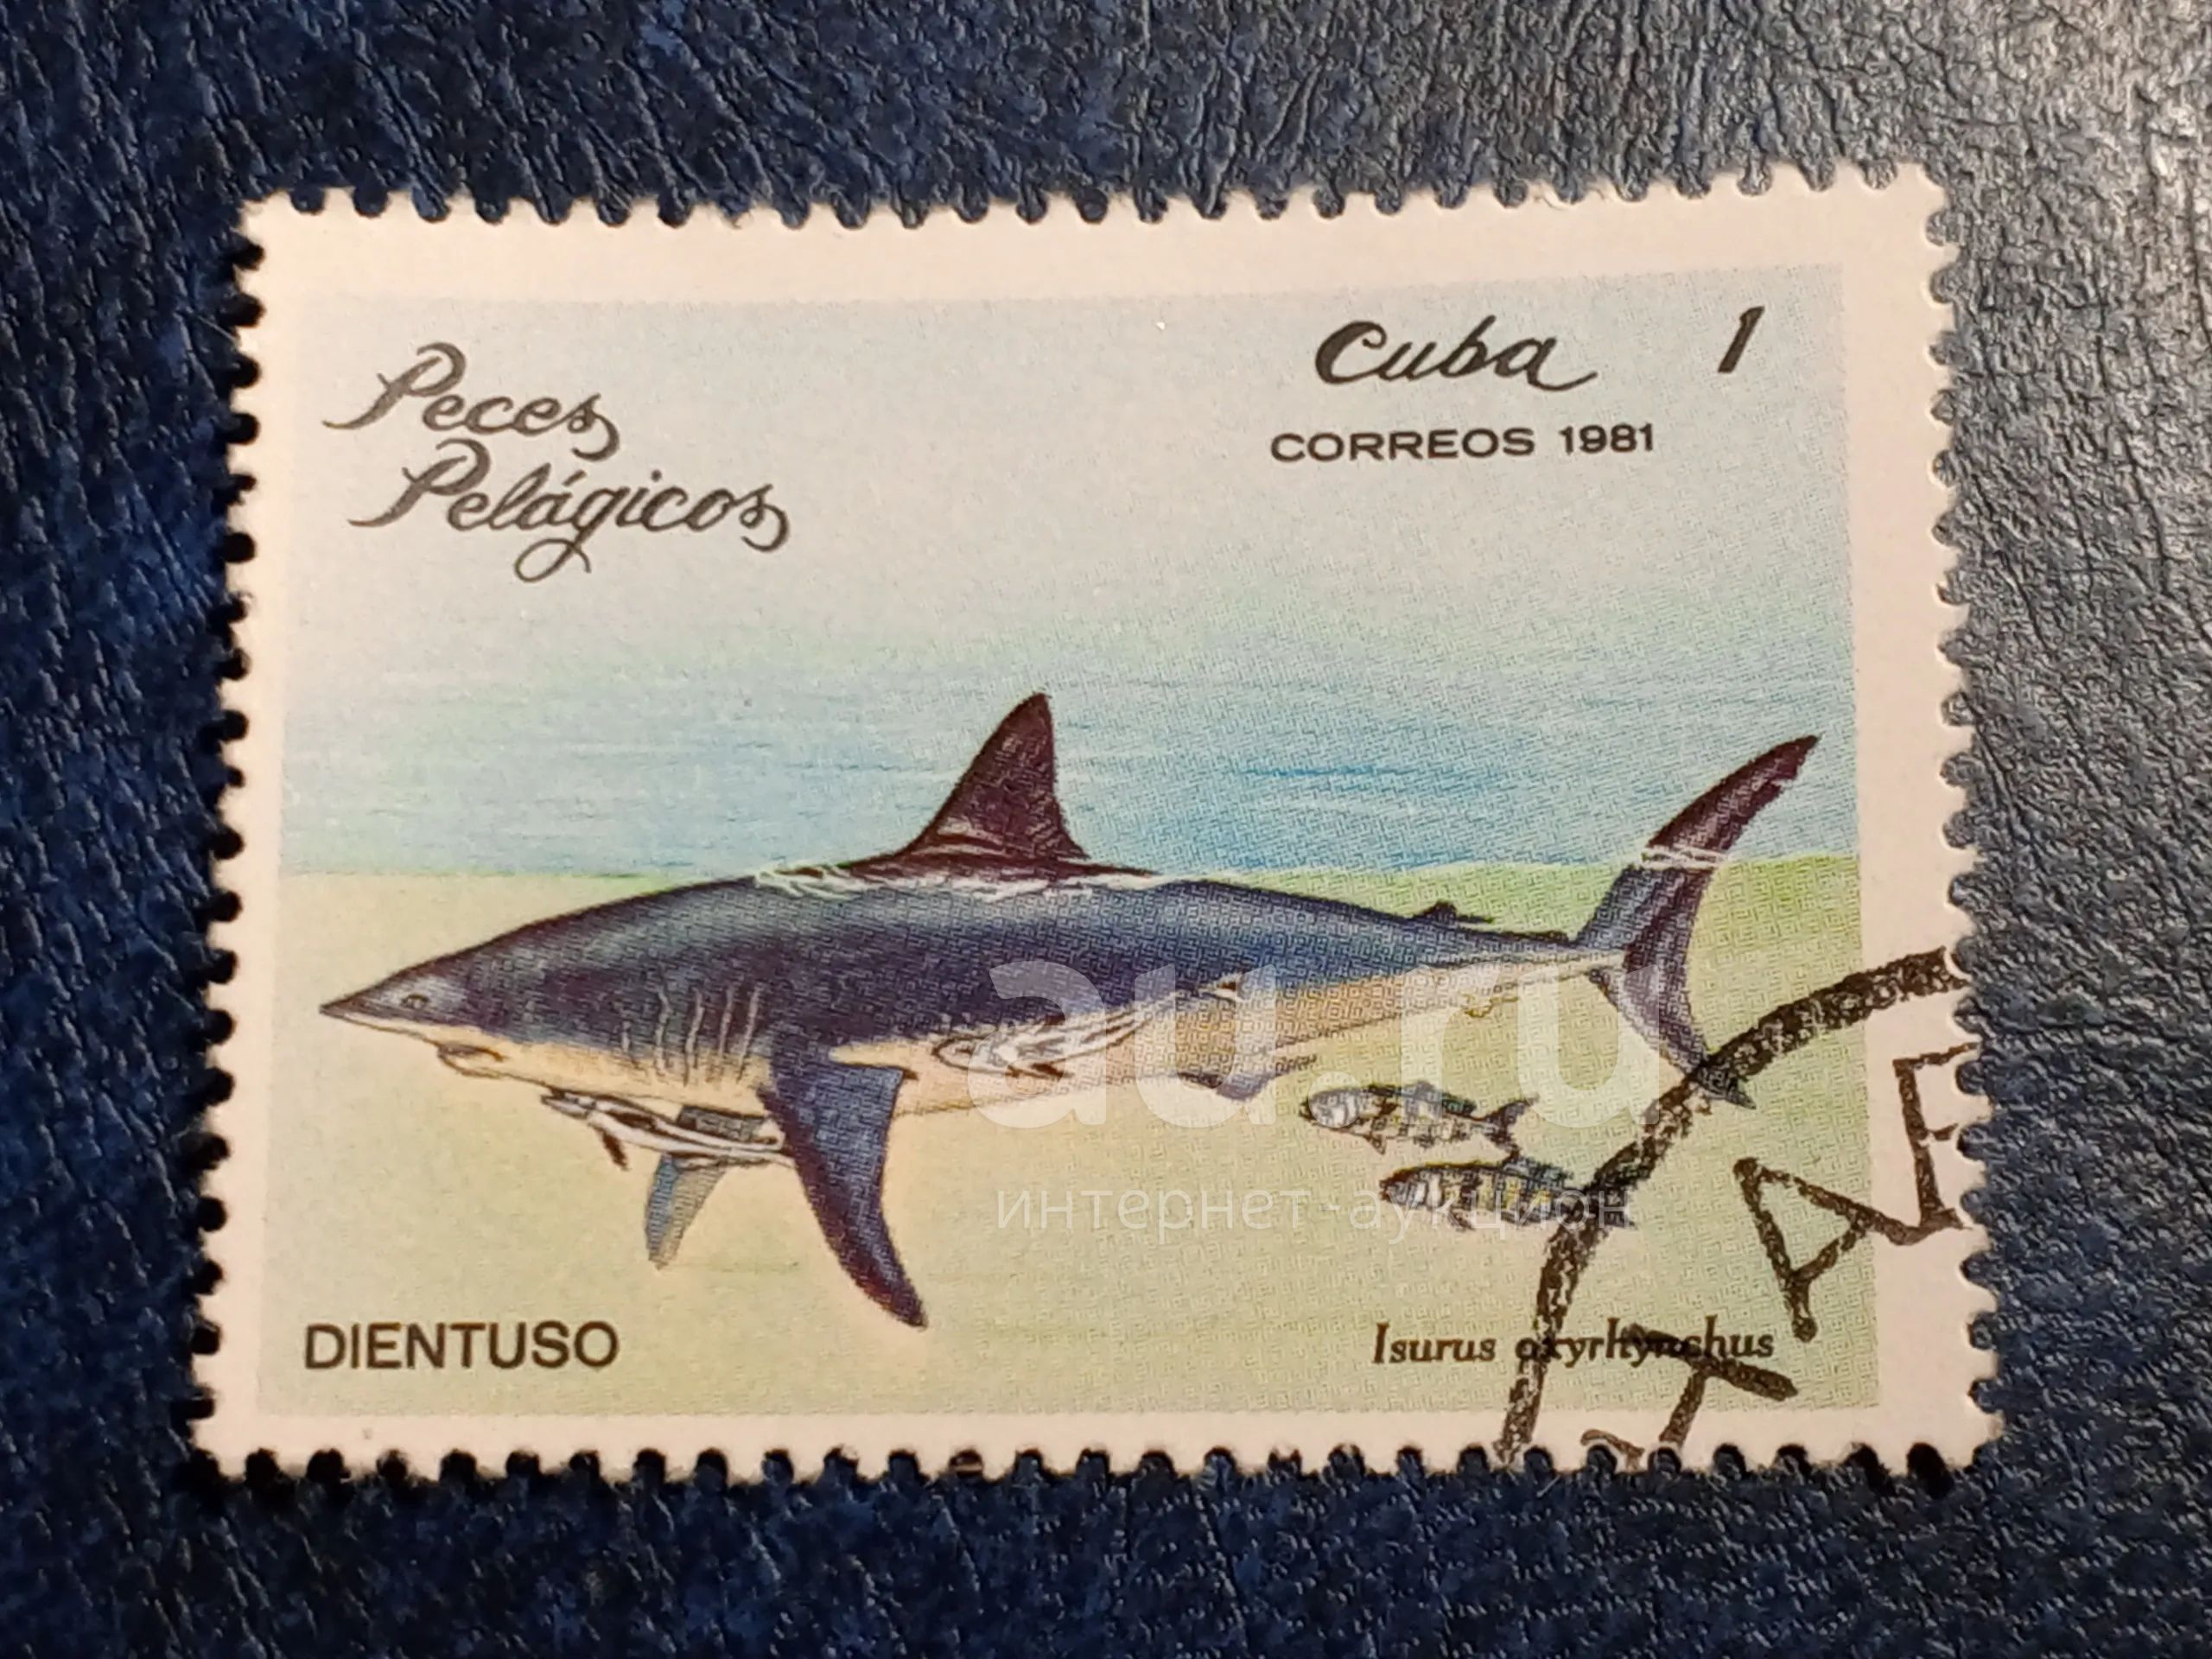 Peces
Pelágicos
Cuba 1
CORREOS 1981
au.ru
интернет-аукцион
DIENTUSO
Isurus oxyrhynchus